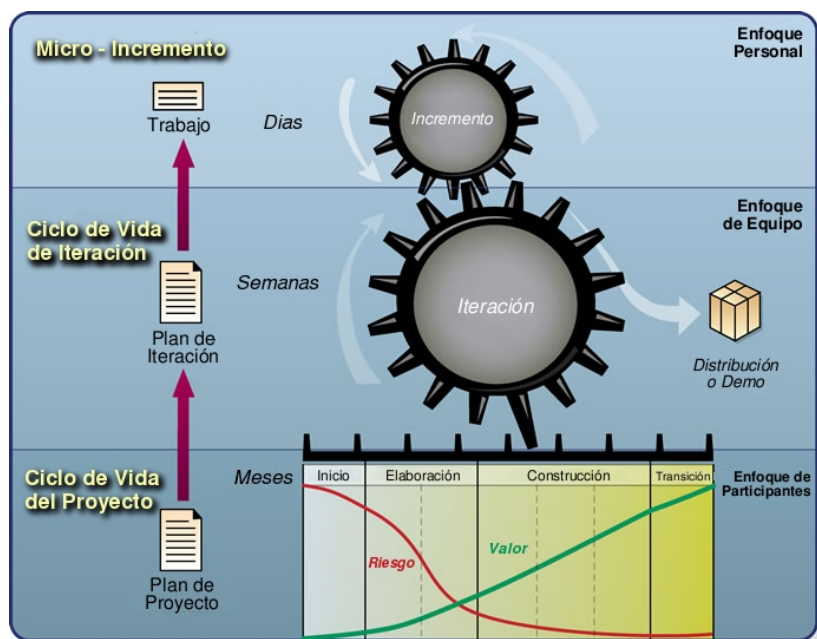 Micro - Incremento
Enfoque
Personal
Trabajo
Dias
Incremento
Ciclo de Vida
de Iteración
Enfoque
de Equipo
Semanas
Iteración
Plan de
Iteración
Distribución
o Demo
Ciclo de Vida
del Proyecto
Meses
Inicio
Elaboración
Construcción
Transición
Enfoque de
Participantes
Riesgo
Valor
Plan de
Proyecto